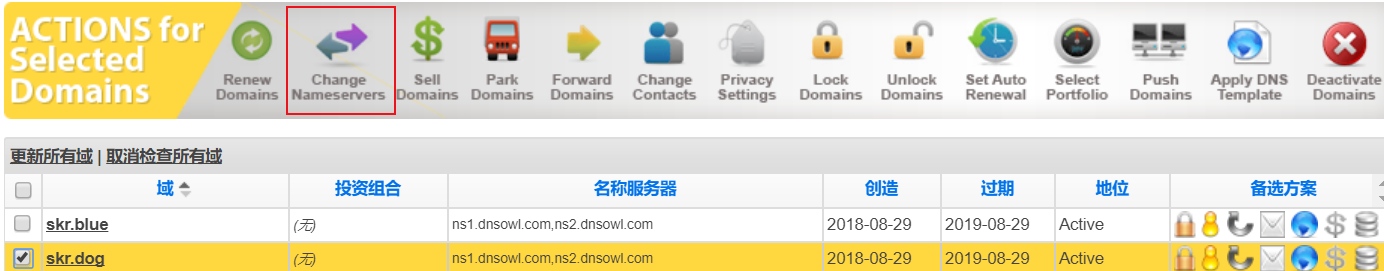 ACTIONS for
Selected
Domains
Renew
Domains
Change
Nameservers
Sell
Domains
Park
Domains
Forward
Domains
Change
Contacts
Privacy
Settings
Lock
Domains
Unlock
Domains
Set Auto
Renewal
Select
Portfolio
Push
Domains
Apply DNS
Template
Deactivate
Domains
更新所有域 | 取消检查所有域
域 投资组合 名称服务器 创造 过期 地位 备选方案
skr.blue (无) ns1.dnsowl.com,ns2.dnsowl.com 2018-08-29 2019-08-29 Active
skr.dog (无) ns1.dnsowl.com,ns2.dnsowl.com 2018-08-29 2019-08-29 Active